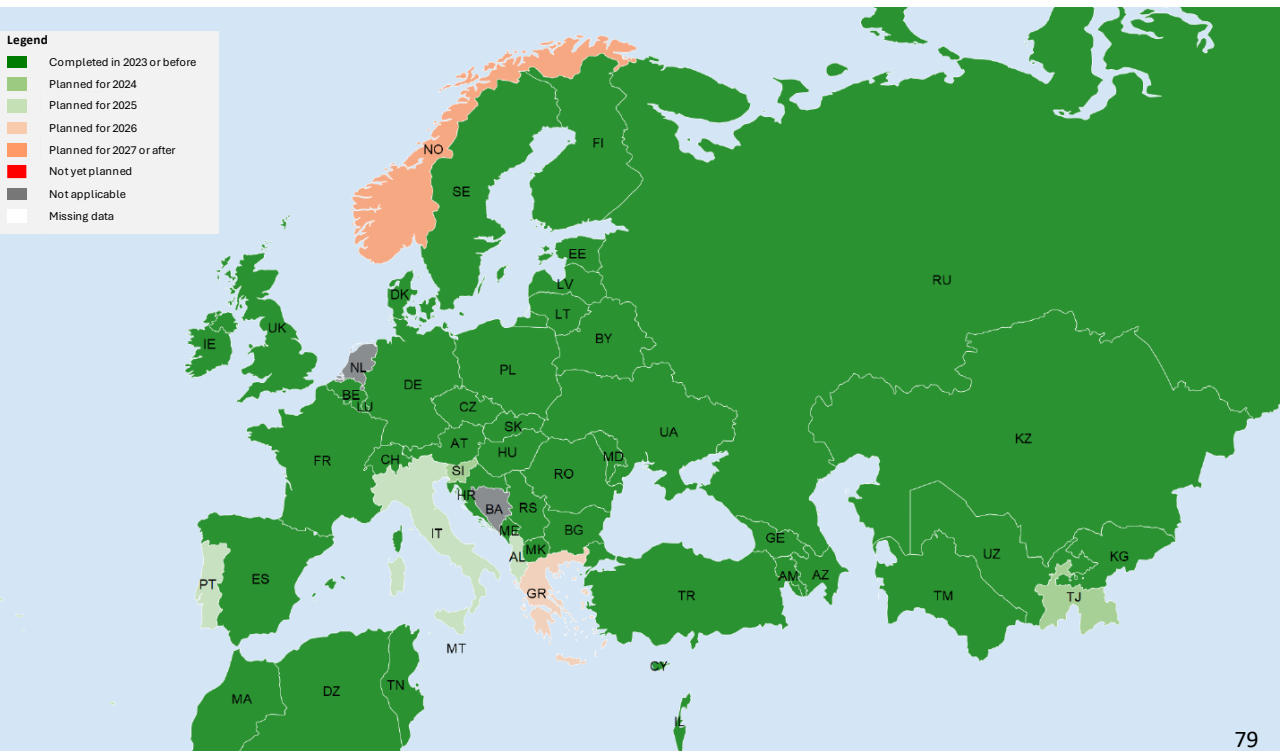 Legend
Completed in 2023 or before
Planned for 2024
Planned for 2025
Planned for 2026
Planned for 2027 or after
Not yet planned
Not applicable
Missing data
NO
FI
SE
EE
RU
LV
DK
LT
UK
BY
IE
NL
PL
DE
BE
LU
CZ
SK
UA
KZ
AT
HU
MD
FR
CH
RO
SI
HR
BA
RS
ME
BG
IT
GE
MK
AL
UZ
KG
AM
AZ
PT
ES
GR
TR
TM
TJ
MT
CY
TN
DZ
MA
IL
79